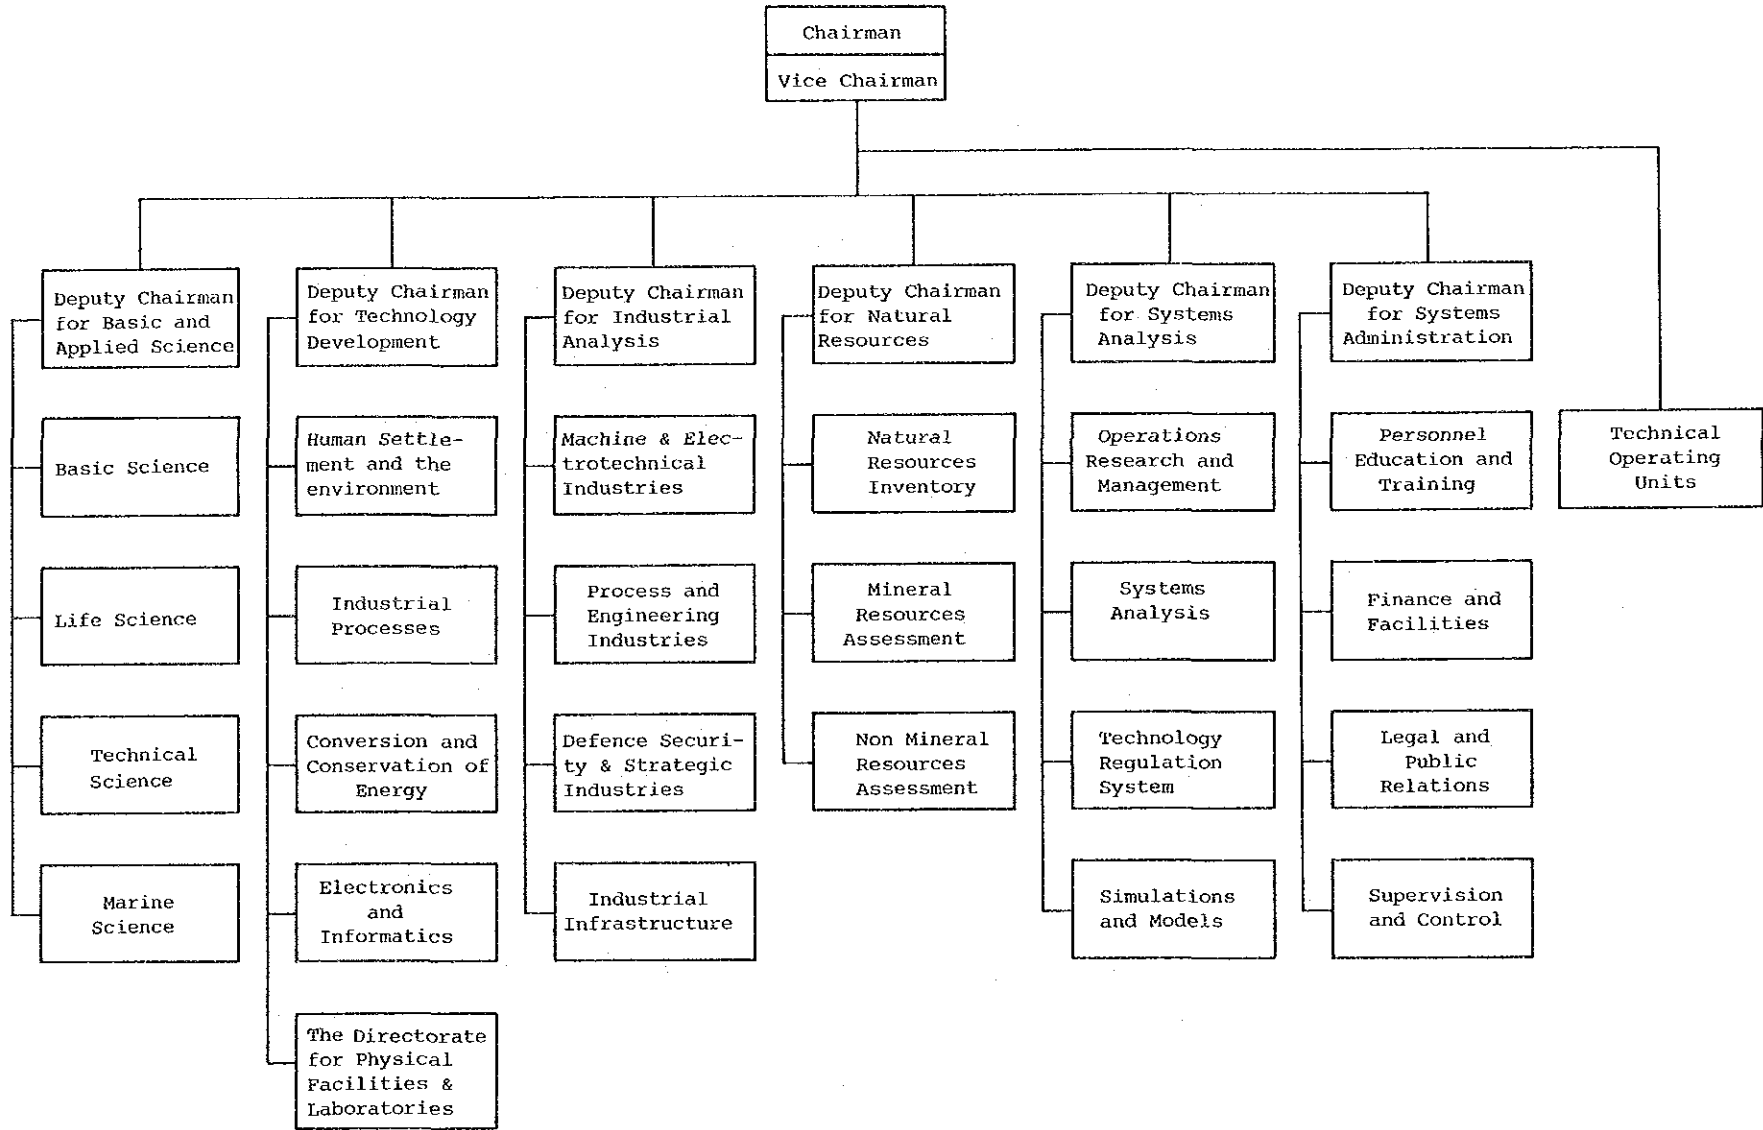 Chairman
Vice Chairman
Deputy Chairman
for Basic and
Applied Science
Basic Science
Life Science
Technical
Science
Marine
Science
Deputy Chairman
for Technology
Development
Human Settle-
ment and the
environment
Industrial
Processes
Conversion and
Conservation of
Energy
Electronics
and
Informatics
The Directorate
for Physical
Facilities &
Laboratories
Deputy Chairman
for Industrial
Analysis
Machine & Elec-
trotechnical
Industries
Process and
Engineering
Industries
Defence Securi-
ty & Strategic
Industries
Industrial
Infrastructure
Deputy Chairman
for Natural
Resources
Natural
Resources
Inventory
Mineral
Resources
Assessment
Non Mineral
Resources
Assessment
Deputy Chairman
for Systems
Analysis
Operations
Research and
Management
Systems
Analysis
Technology
Regulation
System
Simulations
and Models
Deputy Chairman
for Systems
Administration
Personnel
Education and
Training
Finance and
Facilities
Legal and
Public
Relations
Supervision
and Control
Technical
Operating
Units